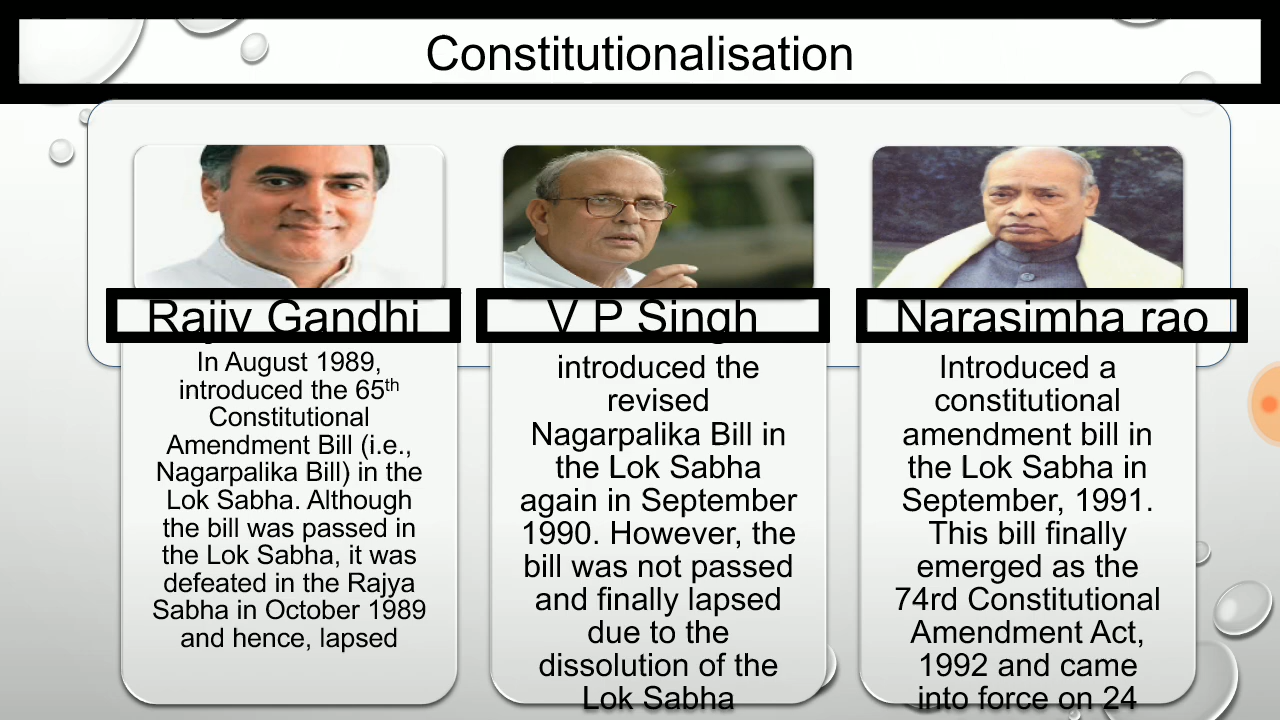 Constitutionalisation
Rajiv Gandhi
In August 1989,
introduced the 65th
Constitutional
Amendment Bill (i.e.,
Nagarpalika Bill) in the
Lok Sabha. Although
the bill was passed in
the Lok Sabha, it was
defeated in the Rajya
Sabha in October 1989
and hence, lapsed
V P Singh
introduced the
revised
Nagarpalika Bill in
the Lok Sabha
again in September
1990. However, the
bill was not passed
and finally lapsed
due to the
dissolution of the
Lok Sabha
Narasimha rao
Introduced a
constitutional
amendment bill in
the Lok Sabha in
September, 1991.
This bill finally
emerged as the
74rd Constitutional
Amendment Act,
1992 and came
into force on 24